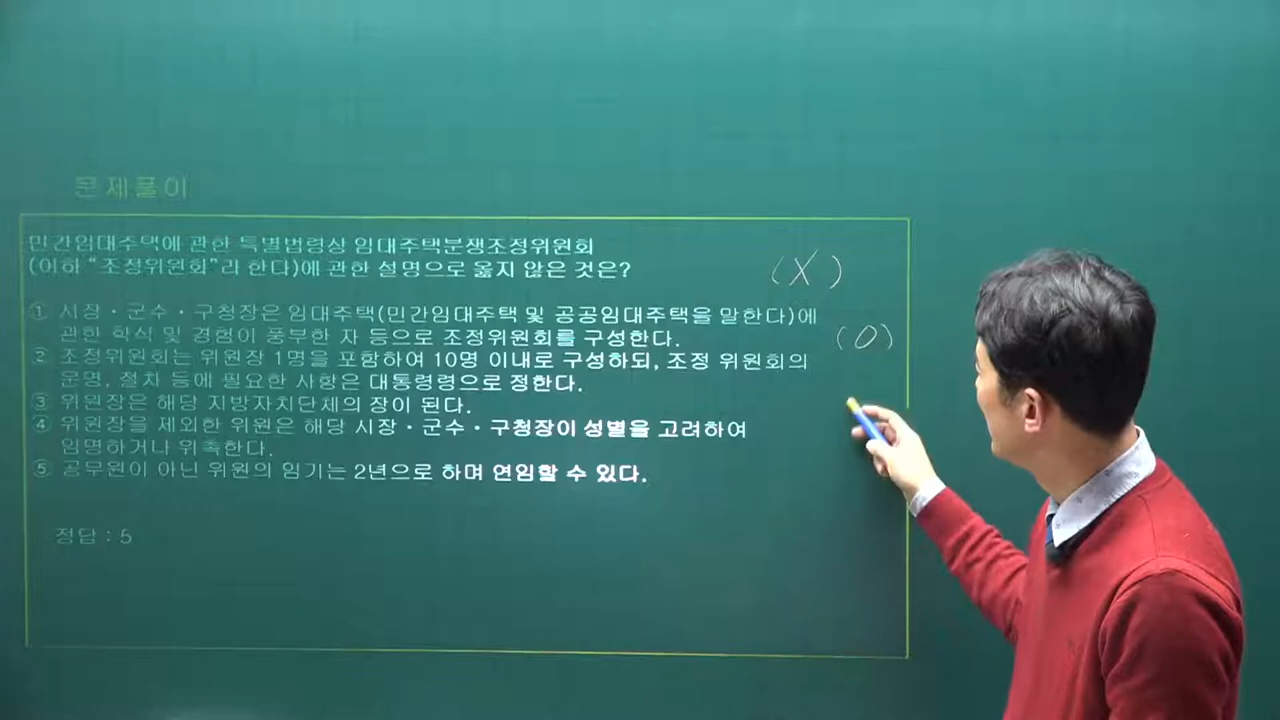 문제풀이
민간임대주택에 관한 특별법령상 임대주택분쟁조정위원회
(이하 “조정위원회”라 한다)에 관한 설명으로 옳지 않은 것은?
(X)
① 시장·군수·구청장은 임대주택(민간임대주택 및 공공임대주택을 말한다)에
관한 학식 및 경험이 풍부한 자 등으로 조정위원회를 구성한다.
(O)
② 조정위원회는 위원장 1명을 포함하여 10명 이내로 구성하되, 조정 위원회의
운영, 절차 등에 필요한 사항은 대통령령으로 정한다.
③ 위원장은 해당 지방자치단체의 장이 된다.
④ 위원장을 제외한 위원은 해당 시장·군수·구청장이 성별을 고려하여
임명하거나 위촉한다.
⑤ 공무원이 아닌 위원의 임기는 2년으로 하며 연임할 수 있다.
정답 : 5